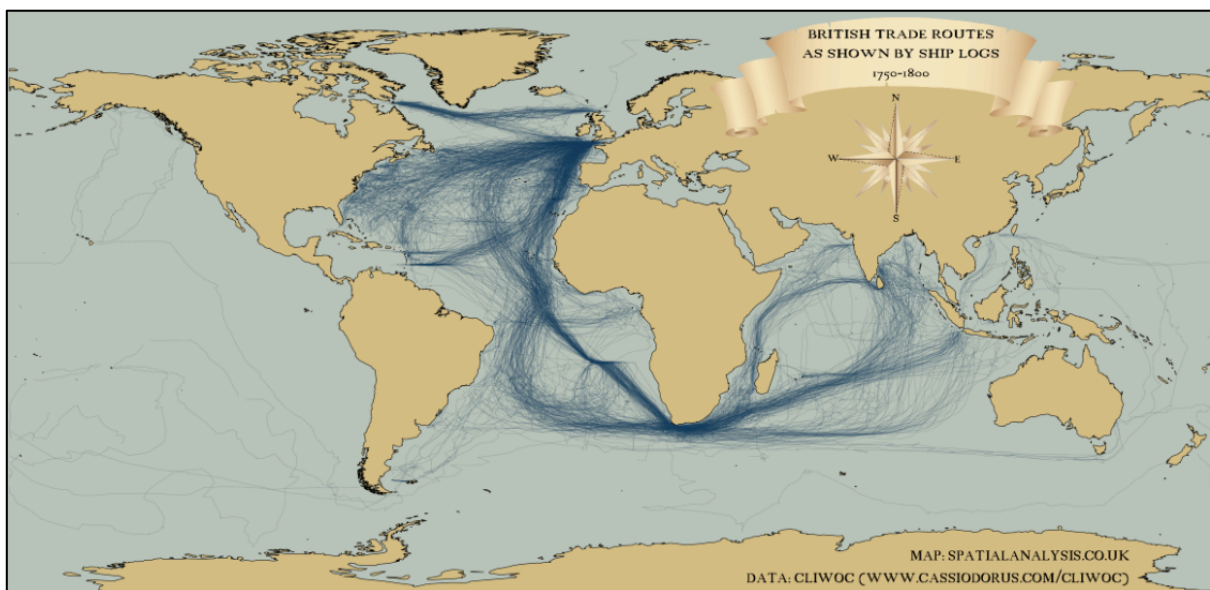 BRITISH TRADE ROUTES
AS SHOWN BY SHIP LOGS
1750-1800
N
W
E
S
MAP: SPATIALANALYSIS.CO.UK
DATA: CLIWOC (WWW.CASSIODORUS.COM/CLIWOC)